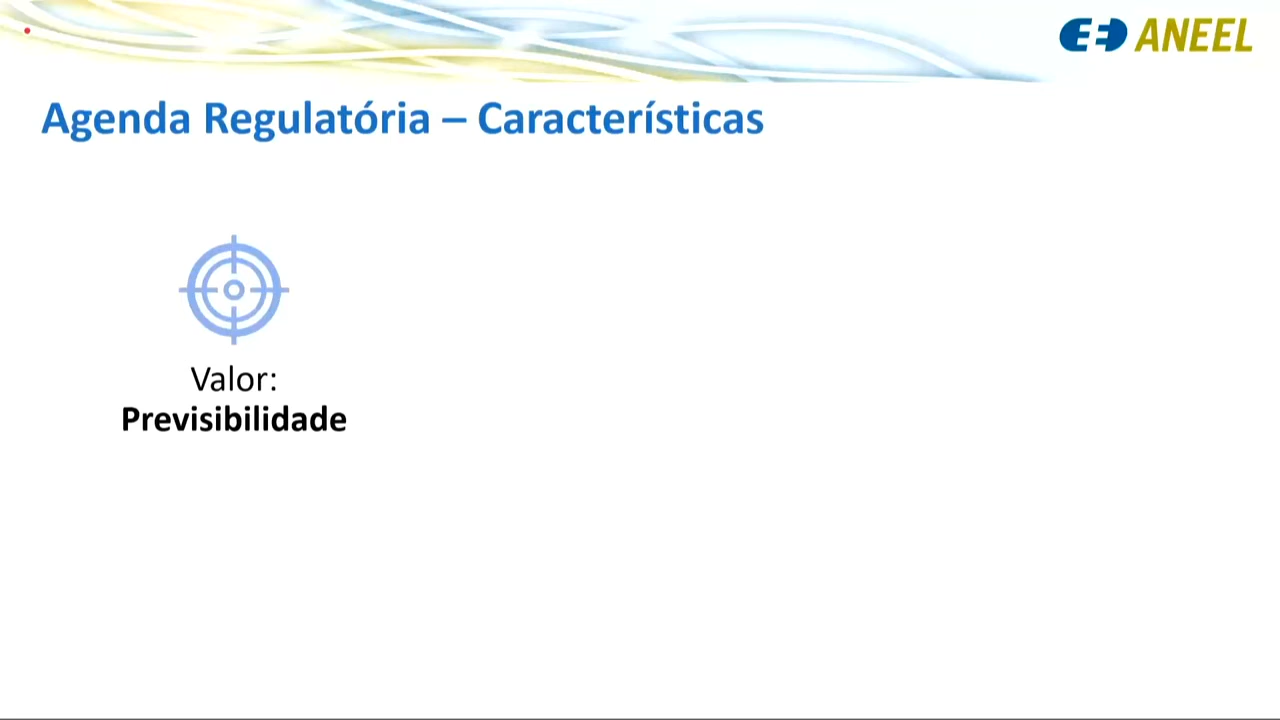 ANEEL
Agenda Regulatória – Características
Valor:
Previsibilidade